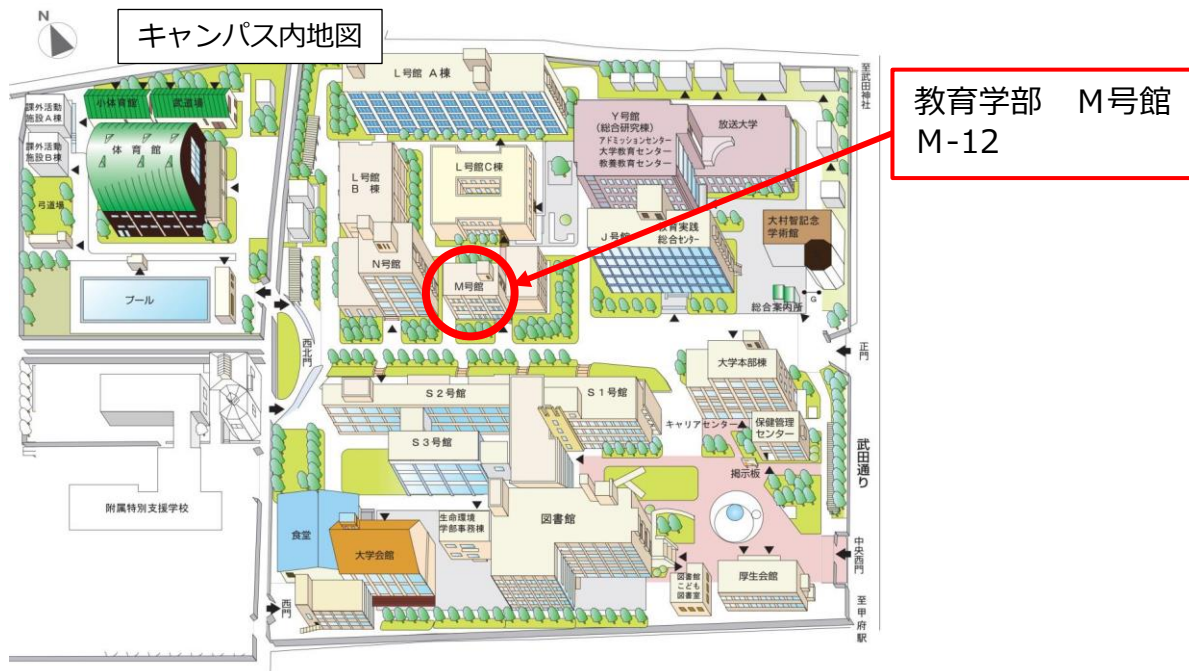 N
キャンパス内地図
教育学部　Ｍ号館
M-12
L号館 A棟
至武田神社
課外活動
施設A棟
小体育館
武道場
課外活動
施設B棟
体育館
弓道場
プール
L号館
B 棟
L号館C棟
Y号館
(総合研究棟)
アドミッションセンター
大学教育センター
教養教育センター
放送大学
J号館
教育実践
総合センター
大村智記念
学術館
N号館
M号館
総合案内所
G
西北門
正門
大学本部棟
S2号館
S1号館
キャリアセンター
保健管理
センター
S3号館
掲示板
武田通り
附属特別支援学校
食堂
大学会館
生命環境
学部事務棟
図書館
中央西門
図書館
こども
図書室
厚生会館
西門
至甲府駅